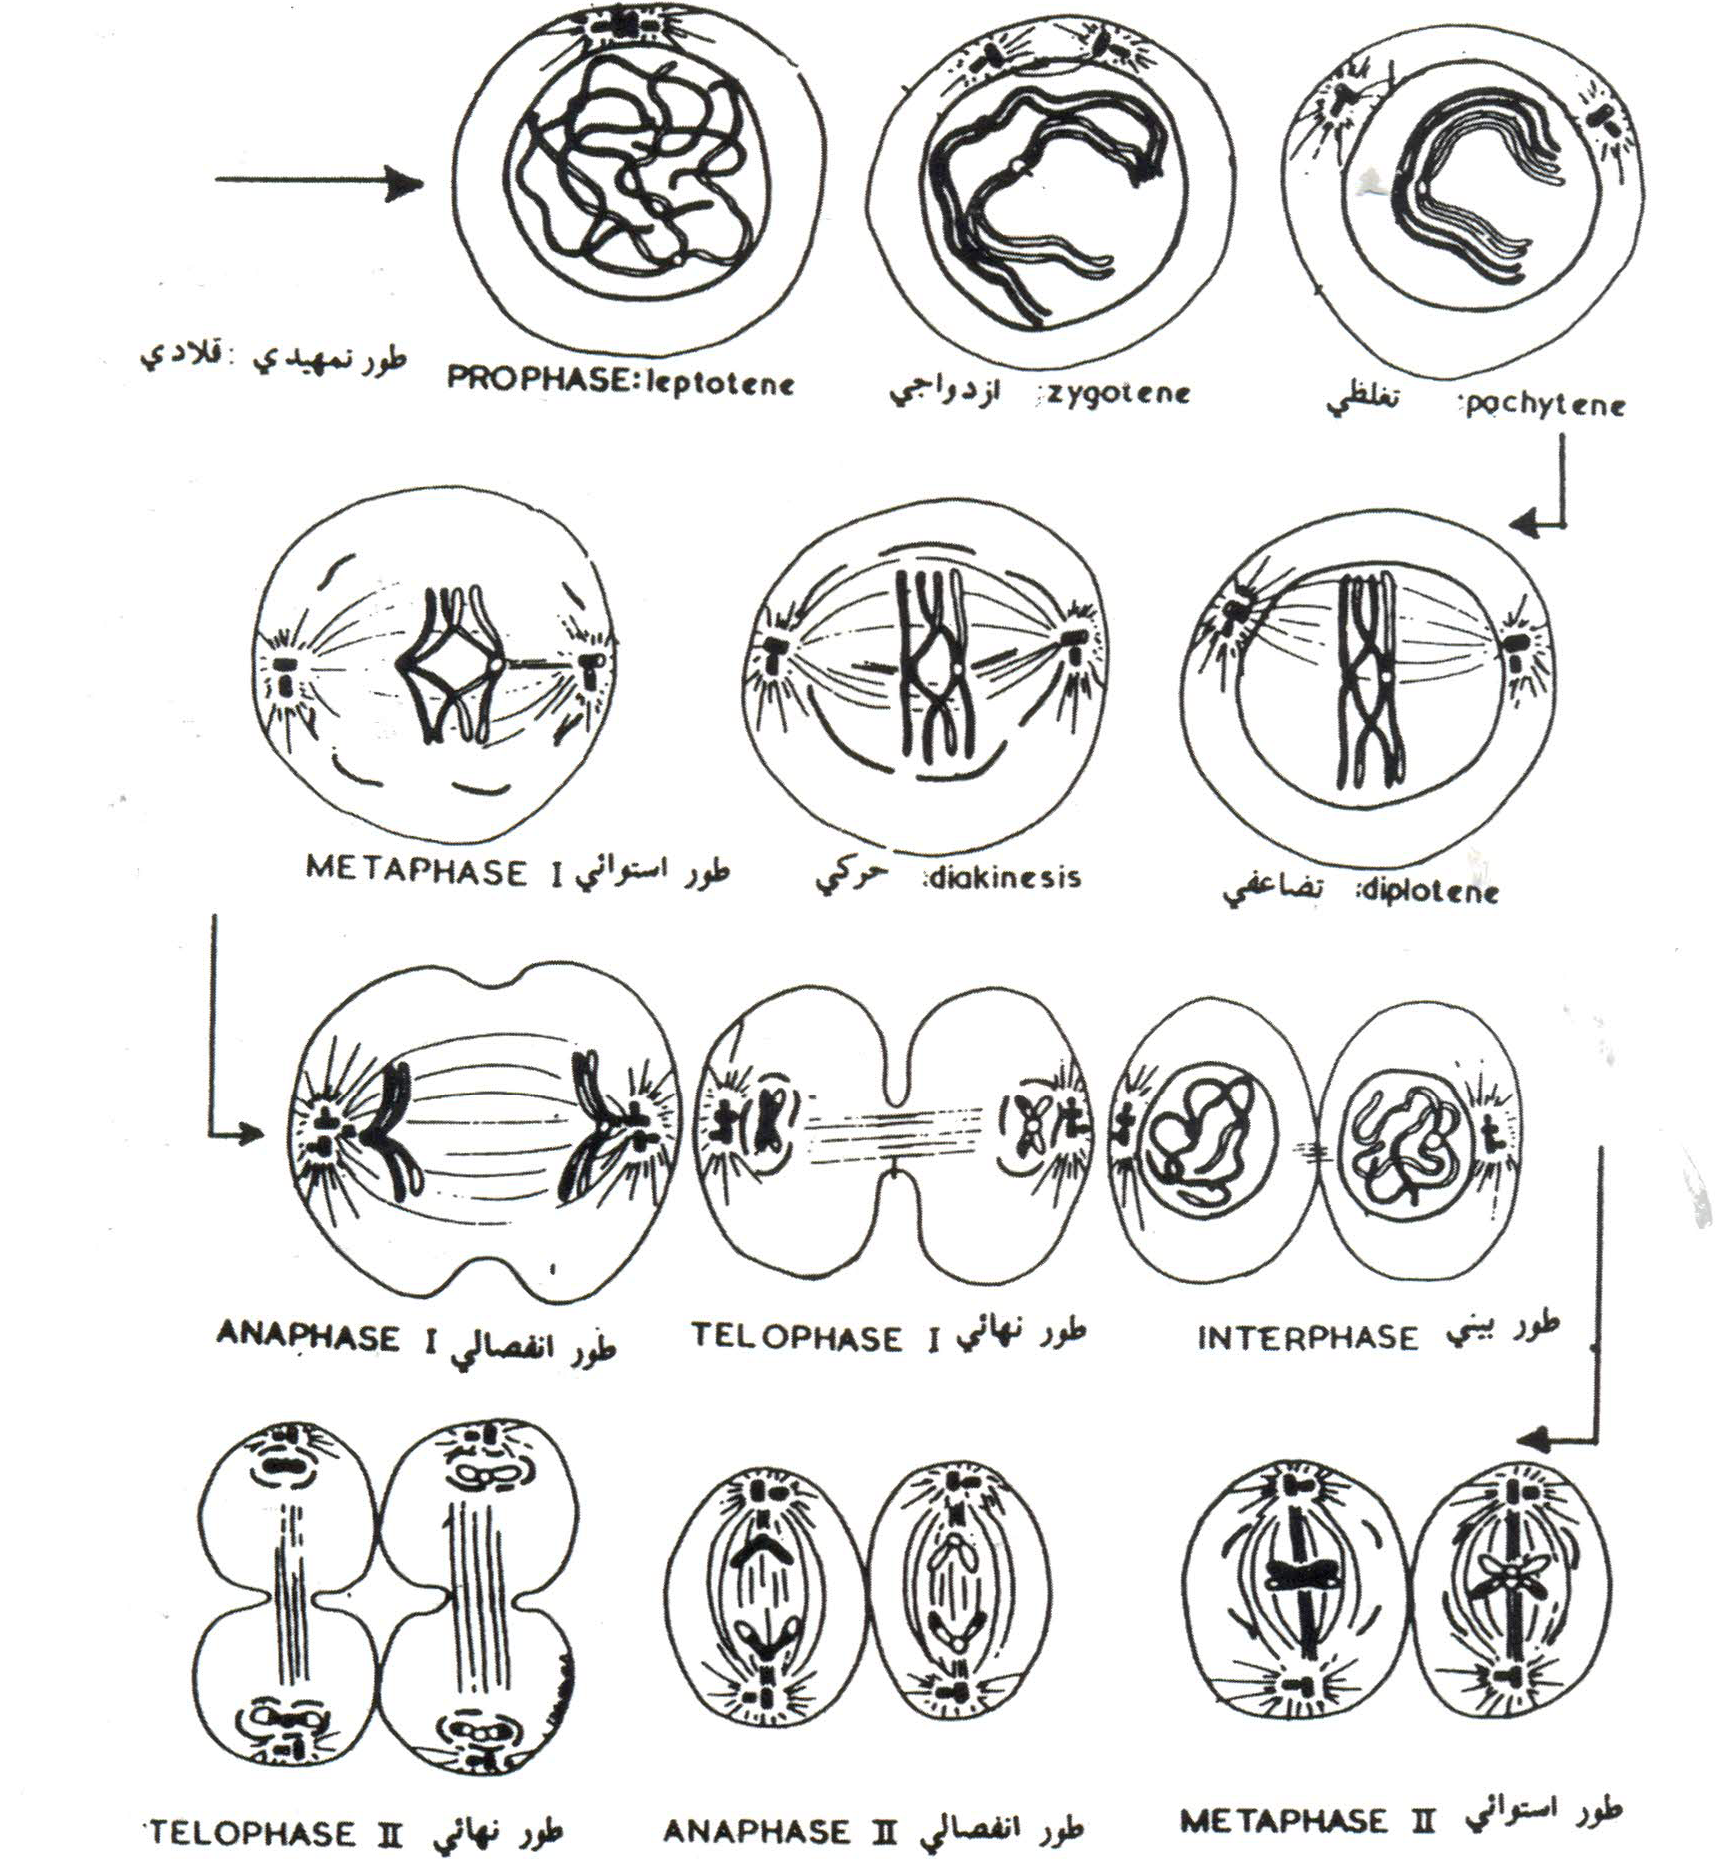 طور تمهيدي : قلادي PROPHASE: leptotene
ازدواجي :zygotene
تغلظي :pachytene
METAPHASE I طور استوائي
حركي :diakinesis
تضاعفي :diplotene
ANAPHASE I طور انفصالي
TELOPHASE I طور نهائي
INTERPHASE طور بيني
TELOPHASE II طور نهائي
ANAPHASE II طور انفصالي
METAPHASE II طور استوائي